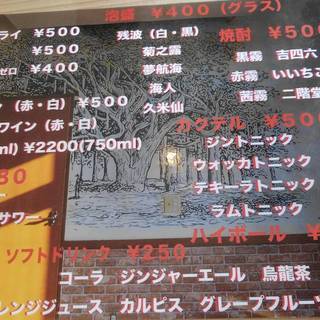 泡盛 ¥400(グラス)
ライ ¥500
残波(白・黒)
焼酎 ¥50
¥500
菊之露
黒霧 吉四六
ゼロ ¥400
夢航海
赤霧 いいちこ
海人
茜霧 二階堂
(赤・白) ¥500
久米仙
ワイン(赤・白)
カクテル ¥500
ml) ¥2200(750ml)
ジントニック
ウォッカトニック
30
テキーラトニック
サワー
ラムトニック
ハイボール ¥
ソフトドリンク ¥250
コーラ ジンジャーエール 烏龍茶
レンジジュース カルピス グレープフルーツ